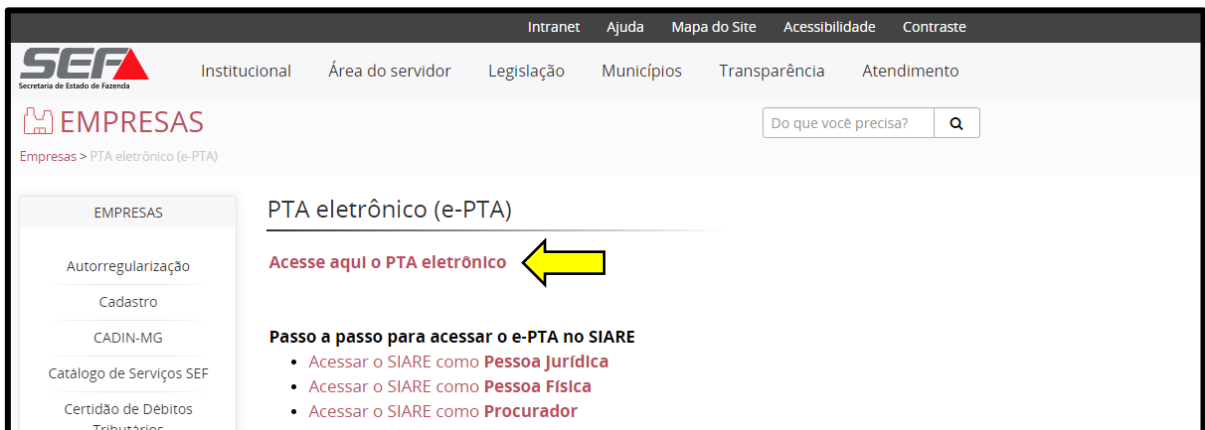 Intranet Ajuda Mapa do Site Acessibilidade Contraste
SEF
Secretaria de Estado de Fazenda
Institucional Área do servidor Legislação Municípios Transparência Atendimento
EMPRESAS
Do que você precisa?
Empresas > PTA eletrônico (e-PTA)
EMPRESAS
Autorregularização
Cadastro
CADIN-MG
Catálogo de Serviços SEF
Certidão de Débitos
Tributários
PTA eletrônico (e-PTA)
Acesse aqui o PTA eletrônico
Passo a passo para acessar o e-PTA no SIARE
• Acessar o SIARE como Pessoa Jurídica
• Acessar o SIARE como Pessoa Física
• Acessar o SIARE como Procurador